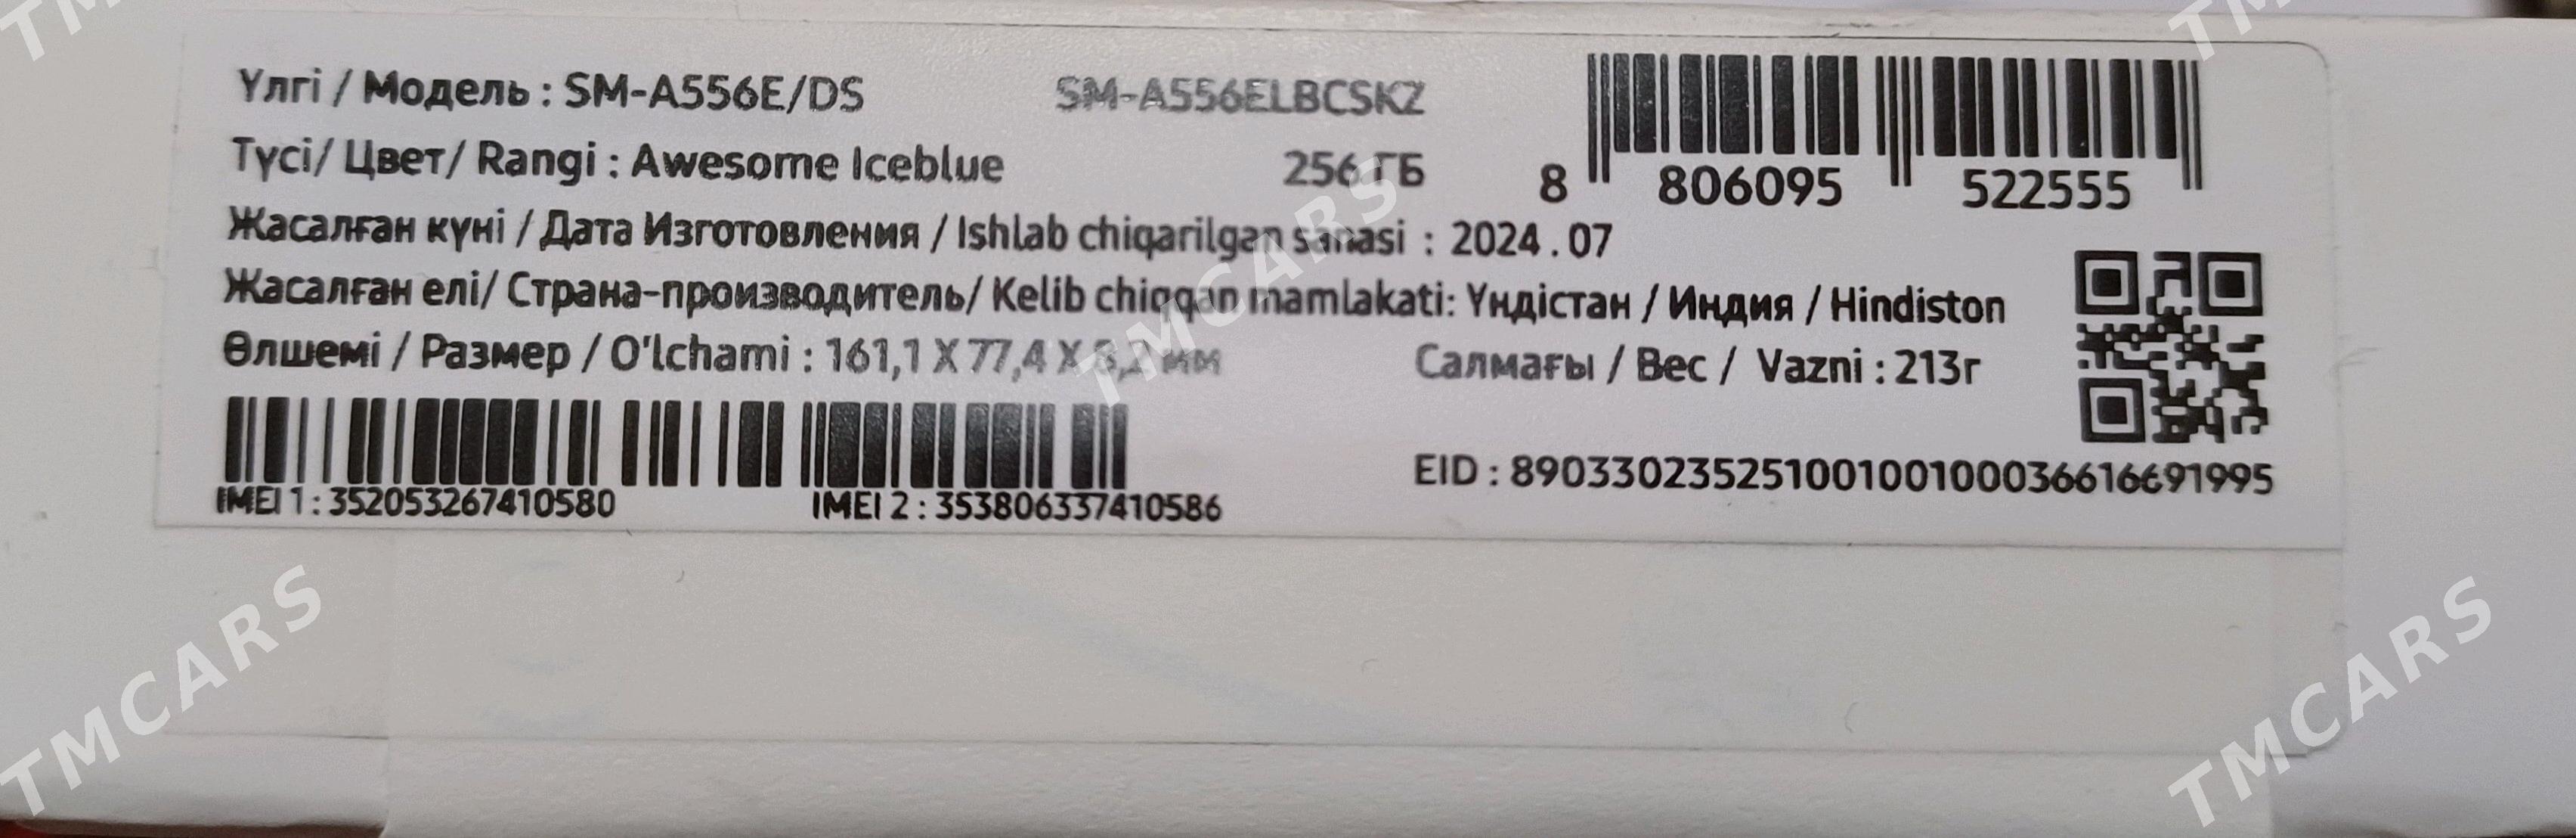 Үлгі / Модель : SM-A556E/DS SM-A556ELBCSKZ
Түсі/ Цвет/ Rangi : Awesome Iceblue 256 ГБ
8 806095 522555
Жасалған күні / Дата Изготовления / Ishlab chiqarilgan sanasi : 2024 . 07
Жасалған елі/ Страна-производитель/ Kelib chiqqan mamlakati: Үндістан / Индия / Hindiston
Өлшемі / Размер / O'lchami : 161,1 X 77,4 X 8,2 мм Салмағы / Вес / Vazni : 213г
IMEI 1 : 352053267410580 IMEI 2 : 353806337410586
EID : 89033023525100100100036616691995
TMCARS
TMCARS
TMCARS